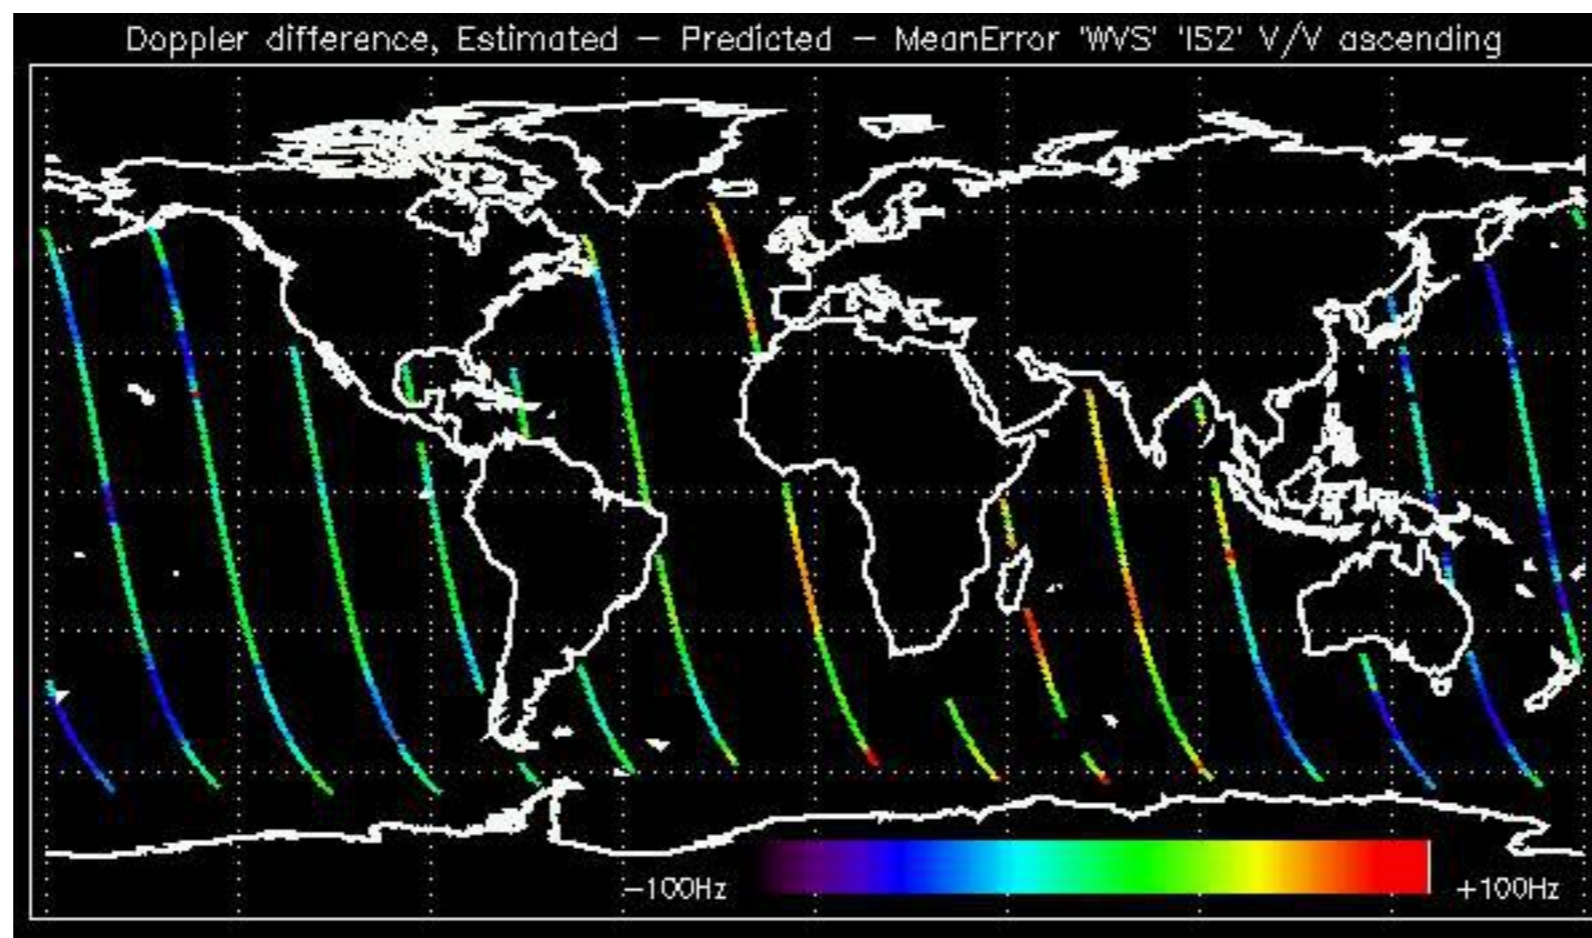 Doppler difference, Estimated – Predicted – MeanError 'WVS' 'IS2' V/V ascending
−100Hz
+100Hz